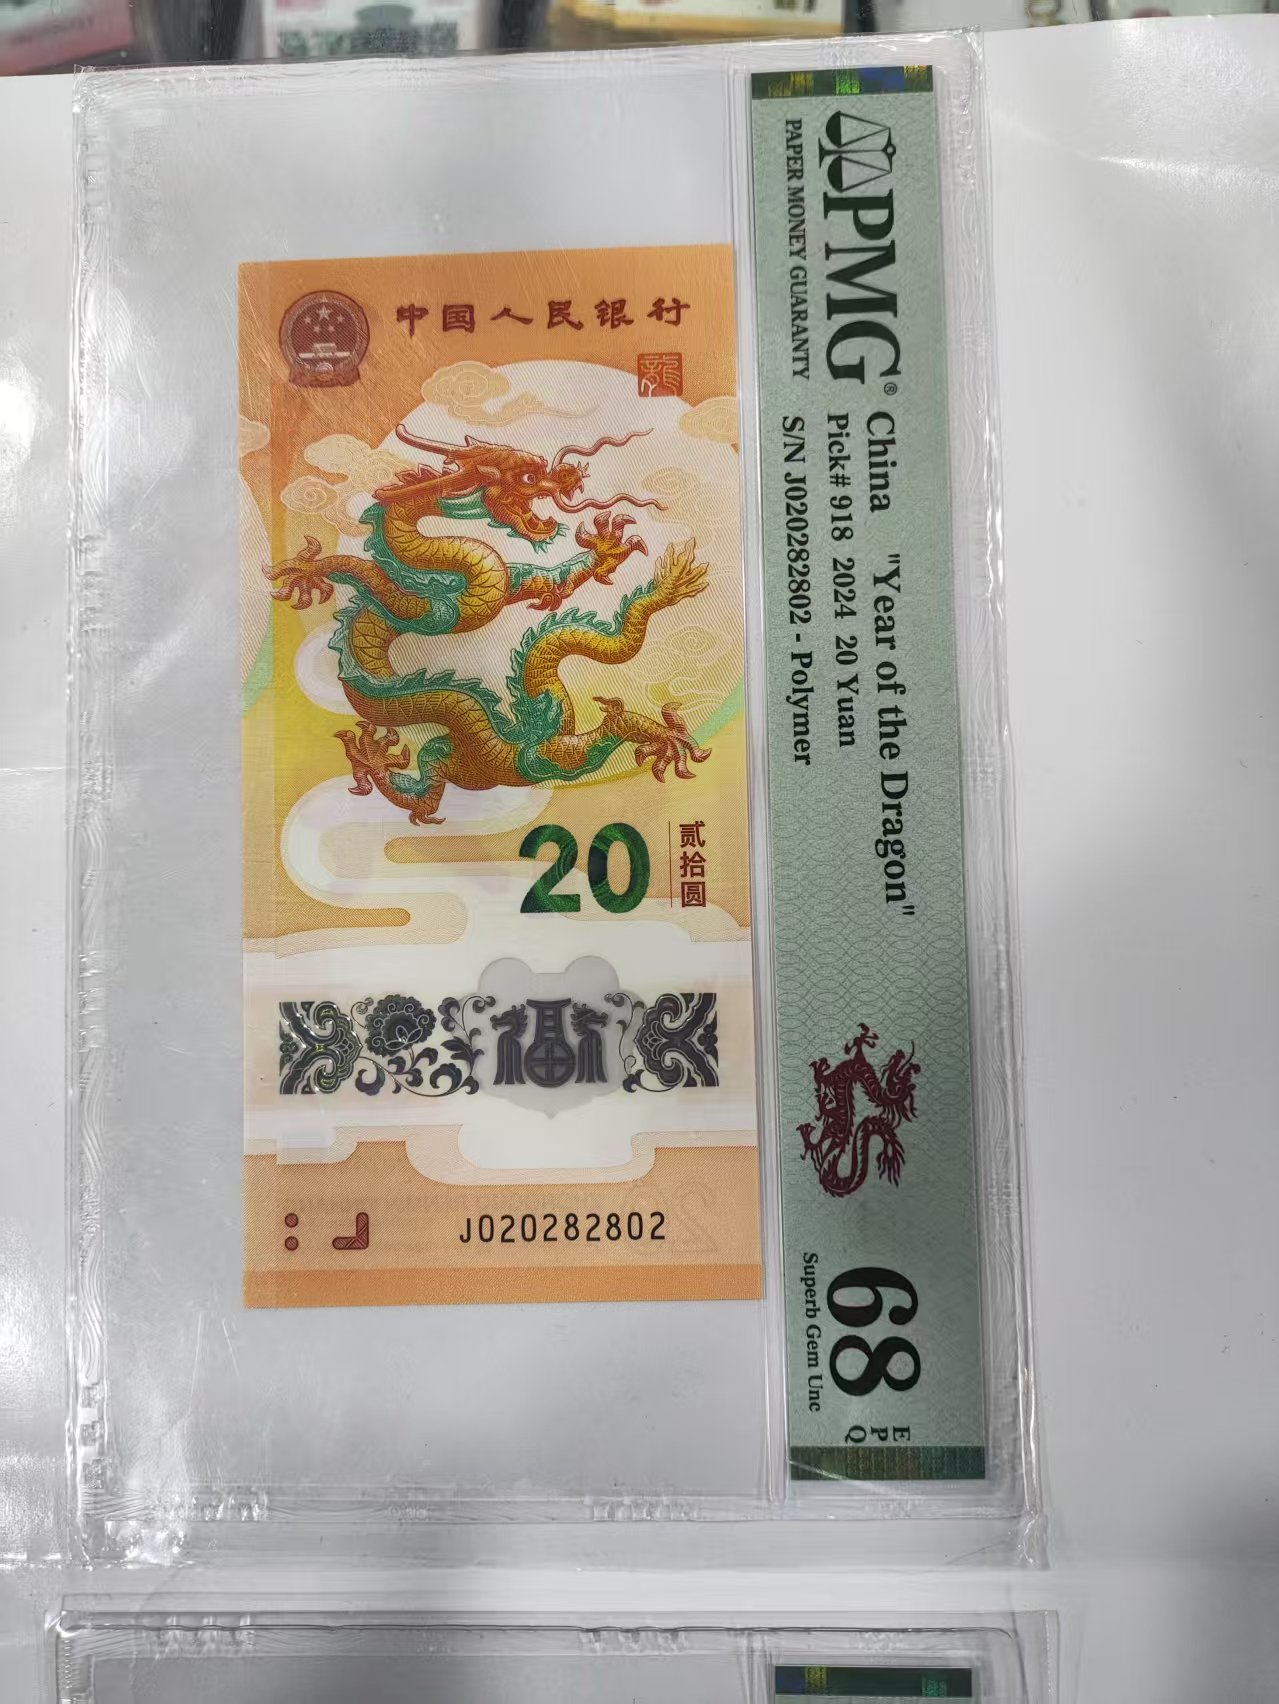 中国人民银行
龍
20
贰拾圆
J020282802
PMG®
PAPER MONEY GUARANTY
China "Year of the Dragon"
Pick# 918 2024 20 Yuan
S/N J020282802 - Polymer
68
EPQ
Superb Gem Unc